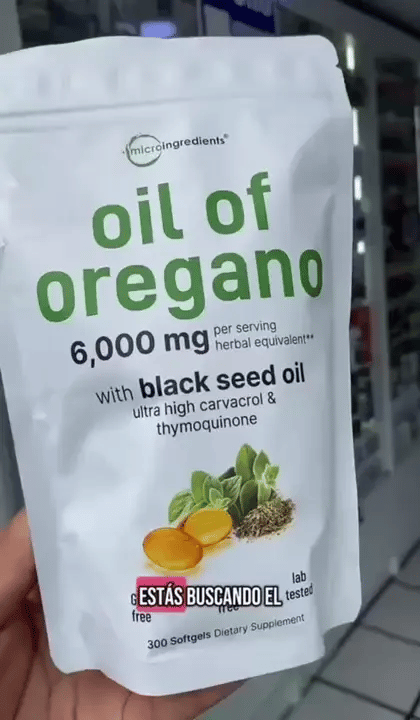 microingredients®
oil of
oregano
6,000 mg per serving
herbal equivalent**
with black seed oil
ultra high carvacrol &
thymoquinone
lab
ESTÁS BUSCANDO EL tested
free free
300 Softgels Dietary Supplement